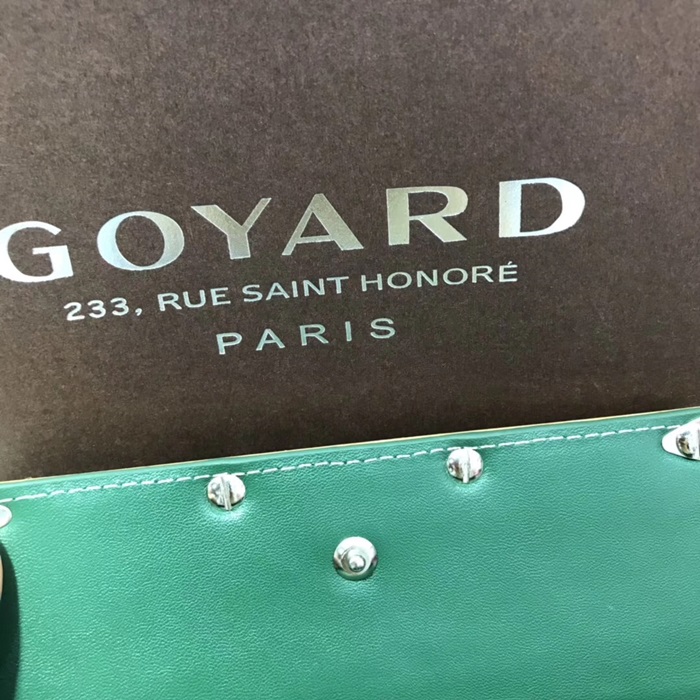 GOYARD
233, RUE SAINT HONORÉ
PARIS